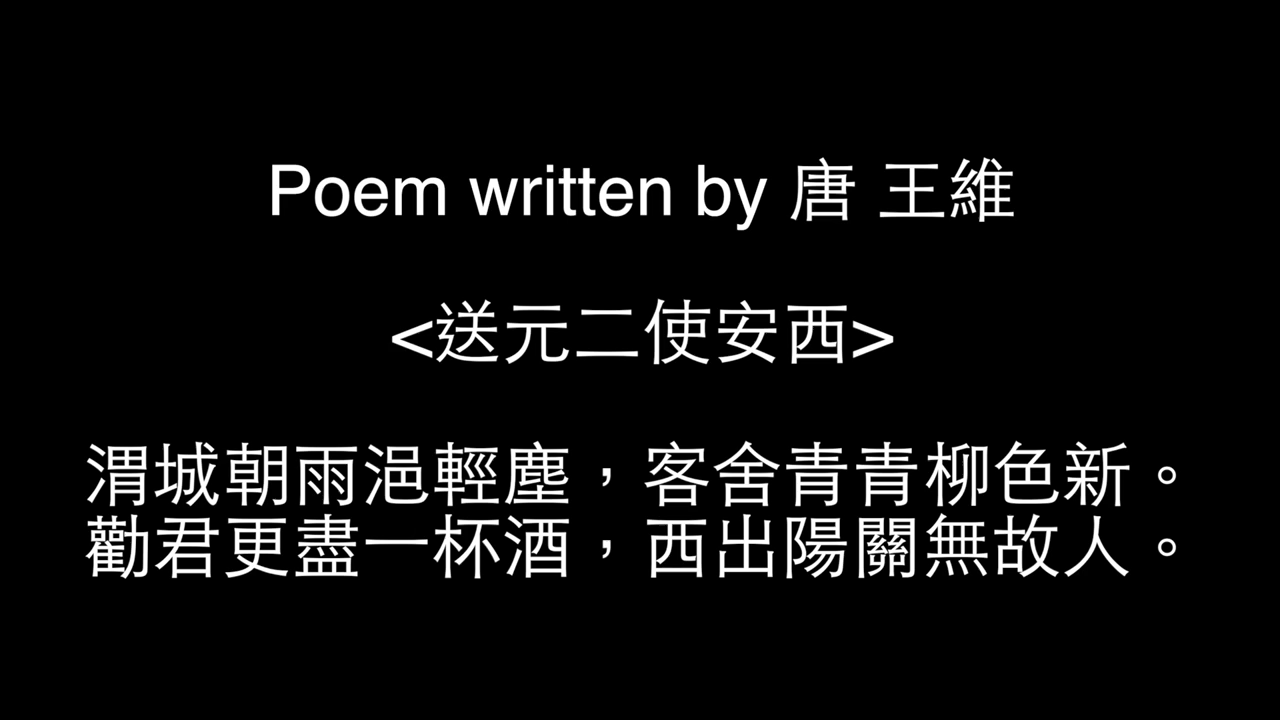 Poem written by 唐 王維
<送元二使安西>
渭城朝雨浥輕塵，客舍青青柳色新。
勸君更盡一杯酒，西出陽關無故人。